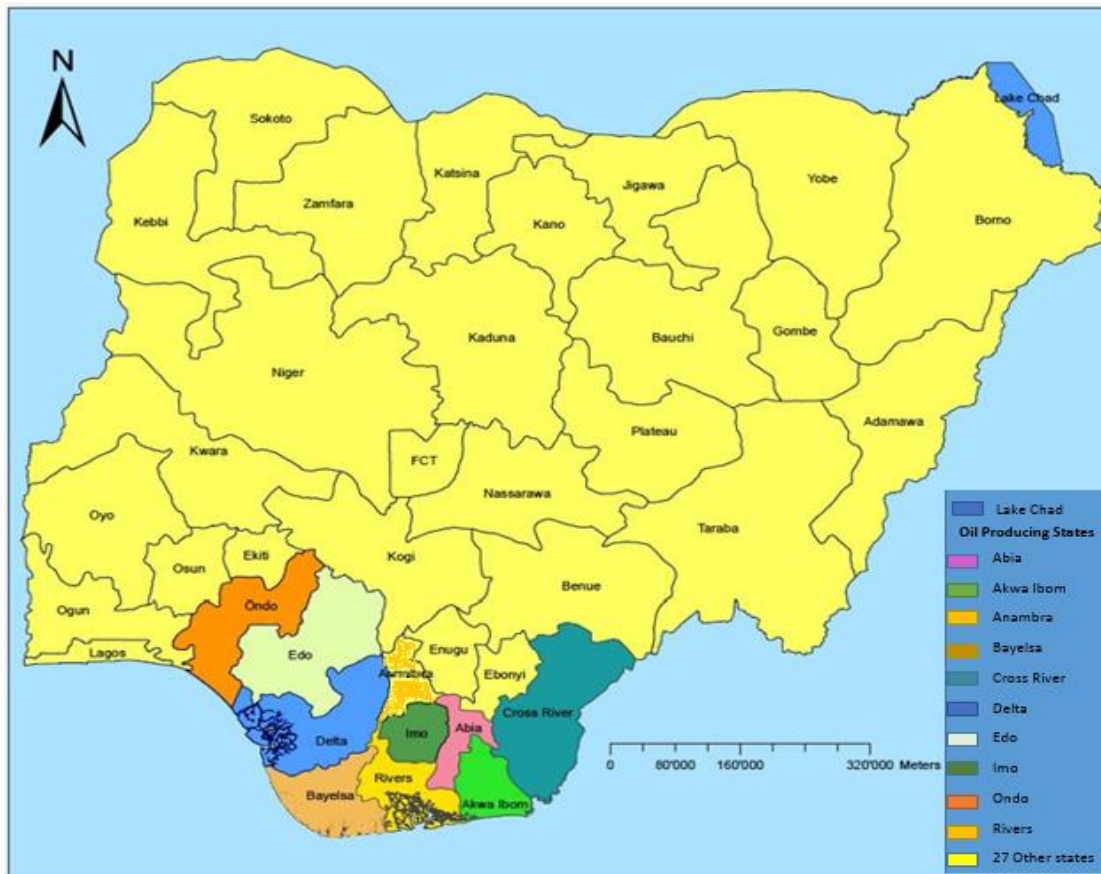 N
Lake Chad
Sokoto
Katsina
Yobe
Jigawa
Zamfara
Kebbi
Kano
Borno
Kaduna
Bauchi
Gombe
Niger
Adamawa
Plateau
Kwara
FCT
Nassarawa
Oyo
Taraba
Ekiti
Kogi
Osun
Benue
Ogun
Ondo
Lagos
Edo
Enugu
Ebonyi
Cross River
Delta
Imo
Abia
Rivers
Bayelsa
Akwa Ibom
0 80'000 160'000 320'000 Meters
Lake Chad
Oil Producing States
Abia
Akwa Ibom
Anambra
Bayelsa
Cross River
Delta
Edo
Imo
Ondo
Rivers
27 Other states